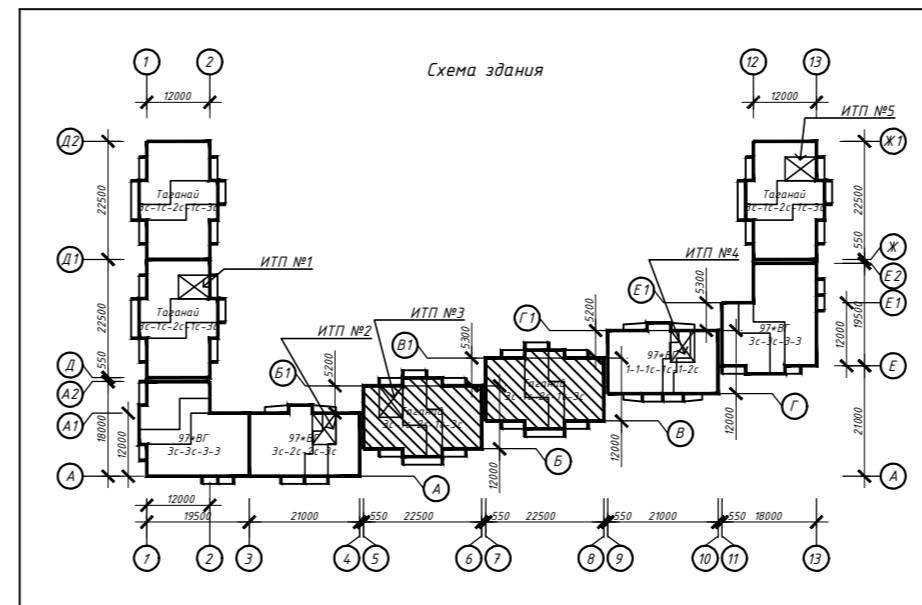 Схема здания
1
2
12
13
12000
12000
ИТП №5
Д2
Ж1
22500
22500
Таганай
3с-1с-2с-1с-3с
Таганай
3с-1с-2с-1с-3с
550
Д1
ИТП №1
ИТП №4
Ж
Е2
Е1
5300
Е1
22500
Таганай
3с-1с-2с-1с-3с
ИТП №3
Г1
5200
ИТП №2
В1
5300
12000
19500
550
Б1
5200
97*ВГ
1-1-1с-1с-1-2с
97*ВГ
3с-3с-3-3
Д
А2
Таганай
Таганай
Е
А1
18000
12000
97*ВГ
3с-3с-3-3
97*ВГ
3с-2с-2с-3с
12000
12000
12000
Г
В
Б
21000
А
А
А
12000
19500
21000
550
22500
550
22500
550
21000
550
18000
1
2
3
4
5
6
7
8
9
10
11
13